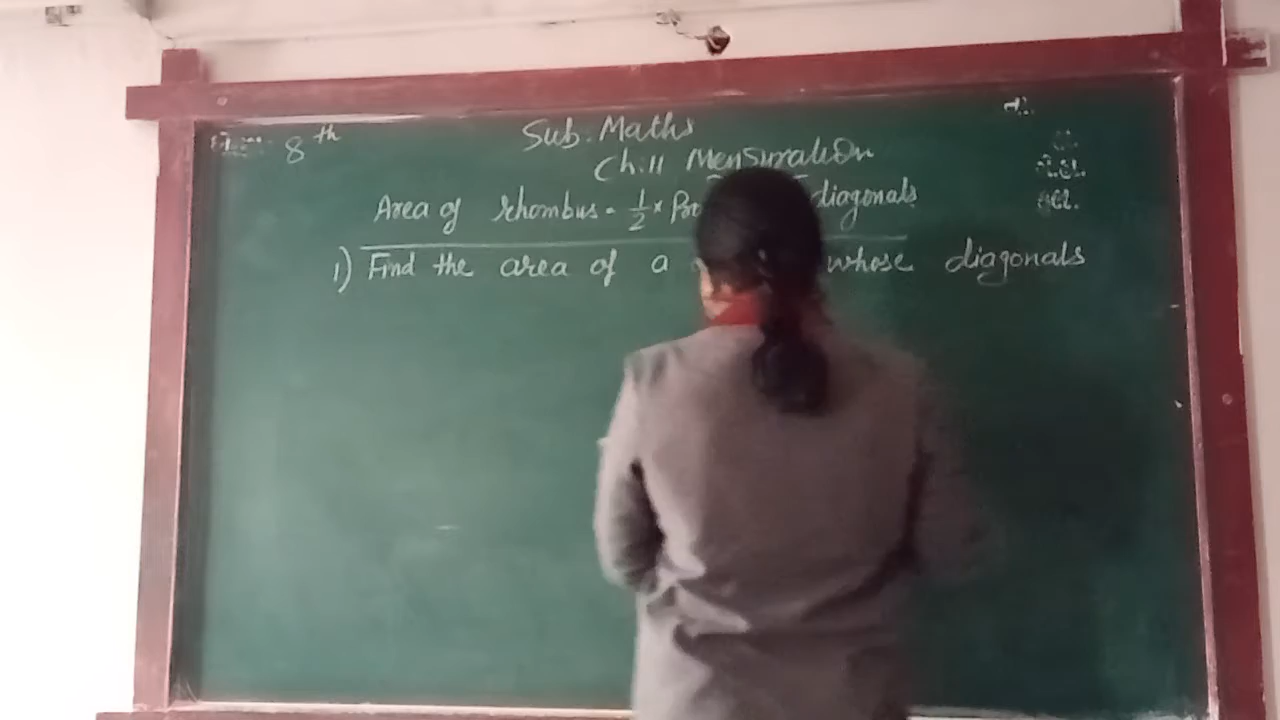 8th
Sub. Maths
Ch. 11 Mensuration
Area of rhombus = 1/2 × diagonals
1) Find the area of a whose diagonals